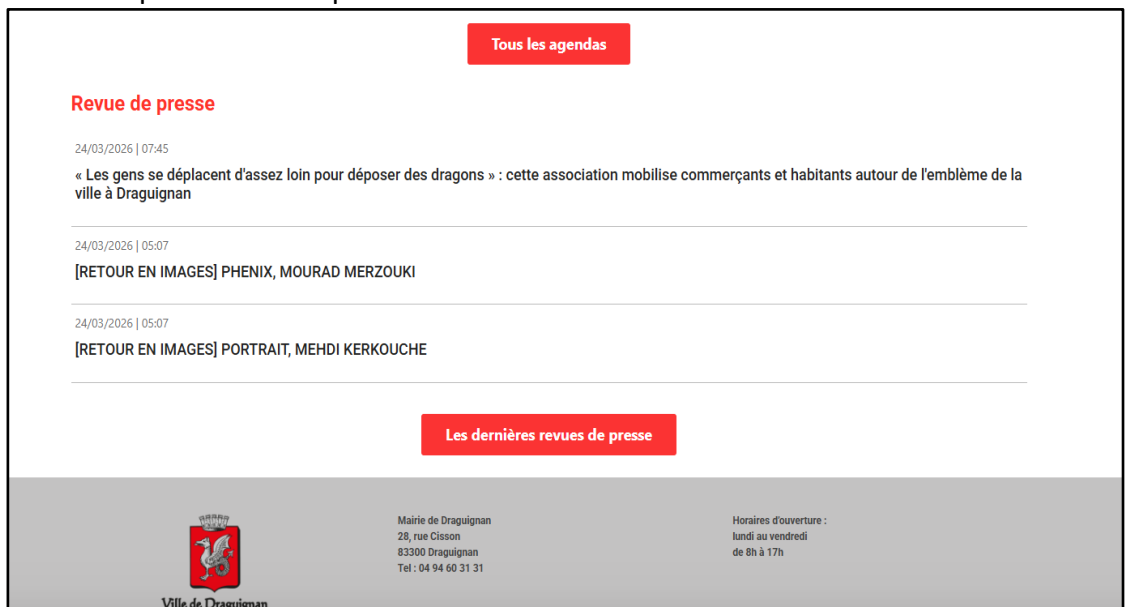 Tous les agendas
Revue de presse
24/03/2026 | 07:45
« Les gens se déplacent d'assez loin pour déposer des dragons » : cette association mobilise commerçants et habitants autour de l'emblème de la
ville à Draguignan
24/03/2026 | 05:07
[RETOUR EN IMAGES] PHENIX, MOURAD MERZOUKI
24/03/2026 | 05:07
[RETOUR EN IMAGES] PORTRAIT, MEHDI KERKOUCHE
Les dernières revues de presse
Mairie de Draguignan
28, rue Cisson
83300 Draguignan
Tel : 04 94 60 31 31
Horaires d'ouverture :
lundi au vendredi
de 8h à 17h
Ville de Draguignan